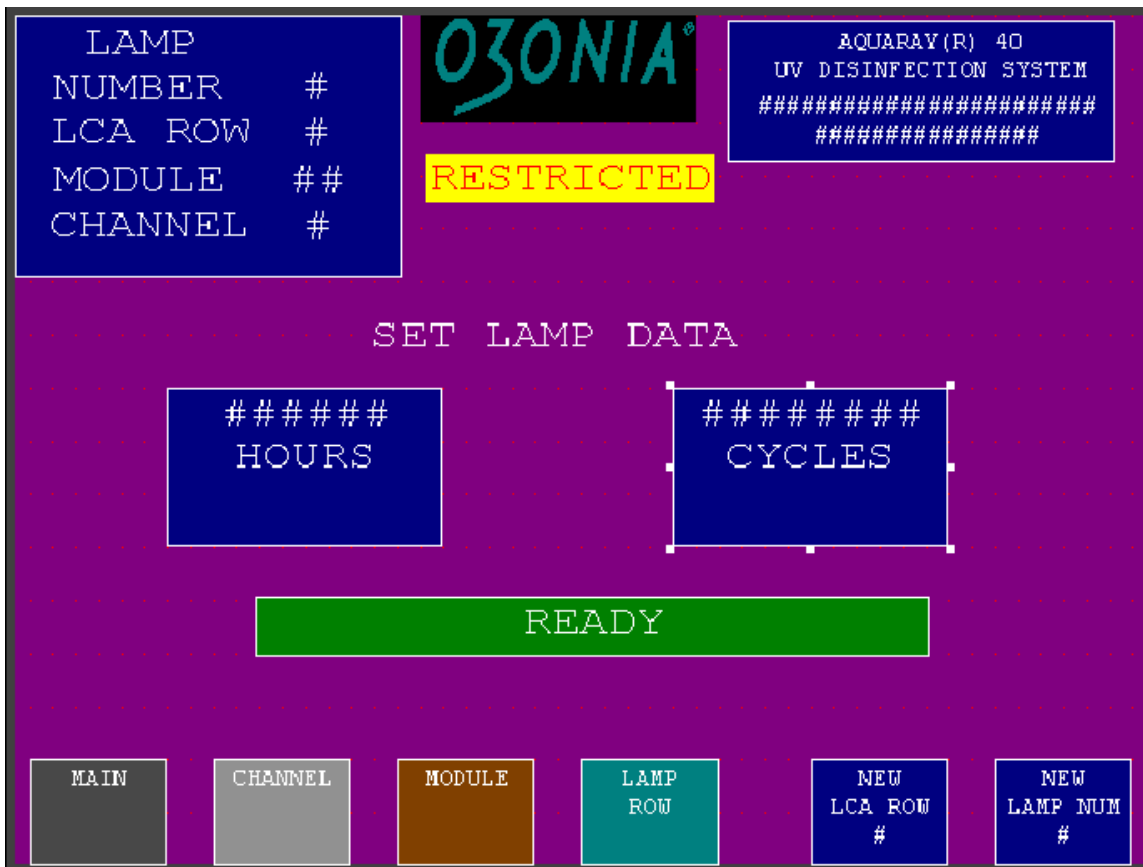 LAMP
NUMBER #
LCA ROW #
MODULE ##
CHANNEL #
OZONIA®
RESTRICTED
AQUARAY(R) 40
UV DISINFECTION SYSTEM
########################
################
SET LAMP DATA
######
HOURS
########
CYCLES
READY
MAIN
CHANNEL
MODULE
LAMP
ROW
NEW
LCA ROW
#
NEW
LAMP NUM
#